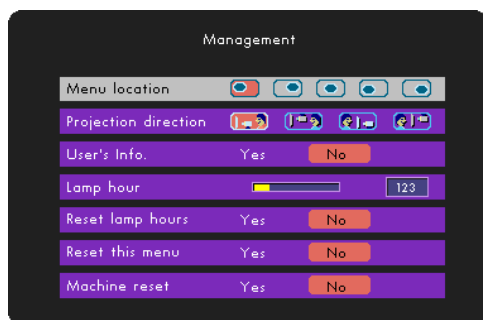 Management
Menu location
Projection direction
User's Info. Yes No
Lamp hour 123
Reset lamp hours Yes No
Reset this menu Yes No
Machine reset Yes No